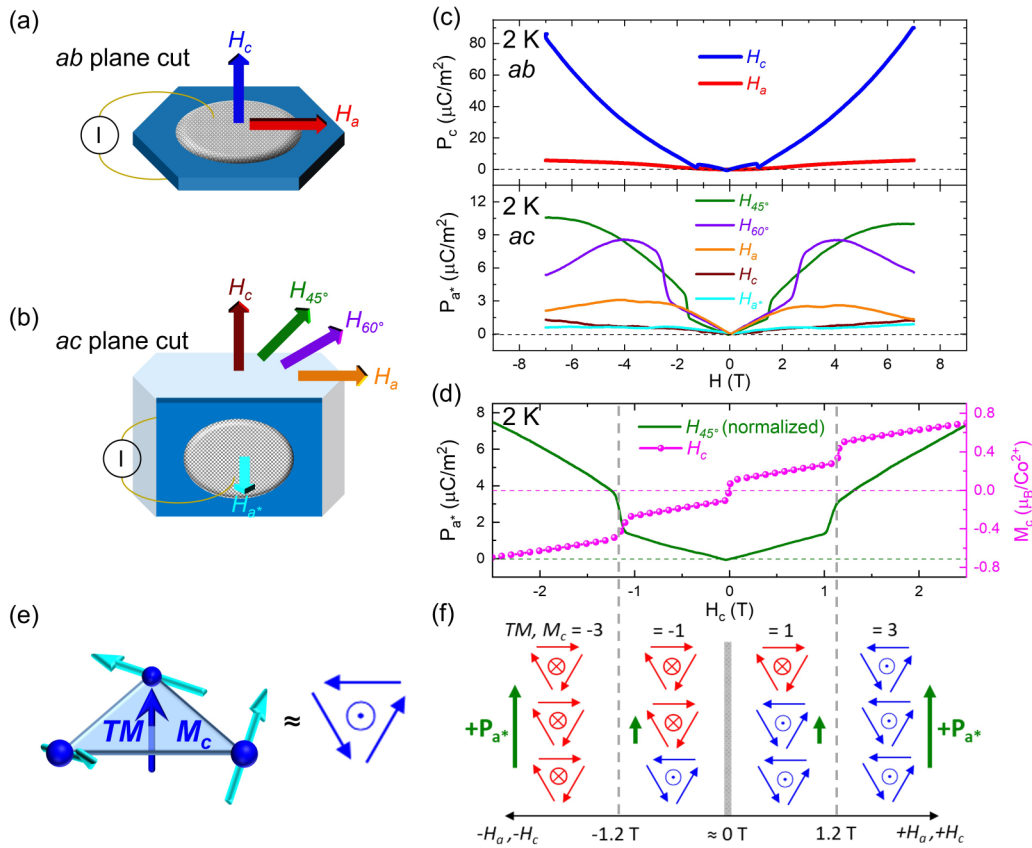 (a)
ab plane cut
H_c
H_a
I
(b)
ac plane cut
H_c
H_45°
H_60°
H_a
I
H_a*
(c)
P_c (μC/m²)
80
60
40
20
0
2 K
ab
H_c
H_a
P_a* (μC/m²)
12
9
6
3
0
2 K
ac
H_45°
H_60°
H_a
H_c
H_a*
-8 -6 -4 -2 0 2 4 6 8
H (T)
(d)
P_a* (μC/m²)
8
6
4
2
0
2 K
H_45° (normalized)
H_c
0.8
0.4
0.0
-0.4
-0.8
M_c (μ_B/Co²⁺)
-2 -1 0 1 2
H_c (T)
(e)
TM M_c
≈
(f)
TM, M_c = -3 = -1 = 1 = 3
+P_a* +P_a*
-H_a,-H_c -1.2 T ≈ 0 T 1.2 T +H_a,+H_c